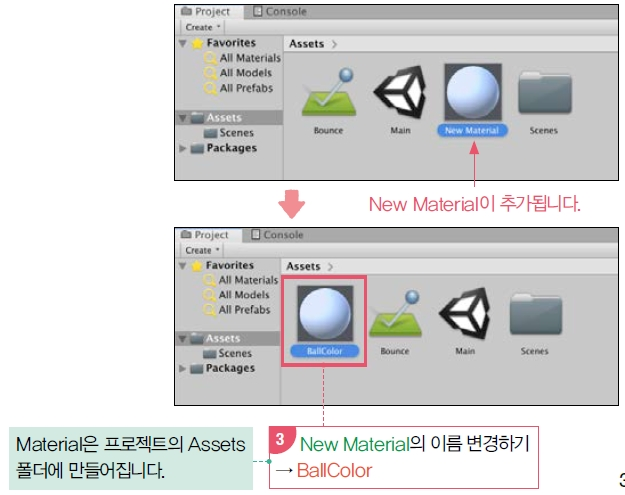 Project
Console
Create
Favorites
All Materials
All Models
All Prefabs
Assets
Scenes
Packages
Assets >
Bounce
Main
New Material
Scenes
New Material이 추가됩니다.
Project
Console
Create
Favorites
All Materials
All Models
All Prefabs
Assets
Scenes
Packages
Assets >
BallColor
Bounce
Main
Scenes
Material은 프로젝트의 Assets
폴더에 만들어집니다.
3 New Material의 이름 변경하기
→ BallColor